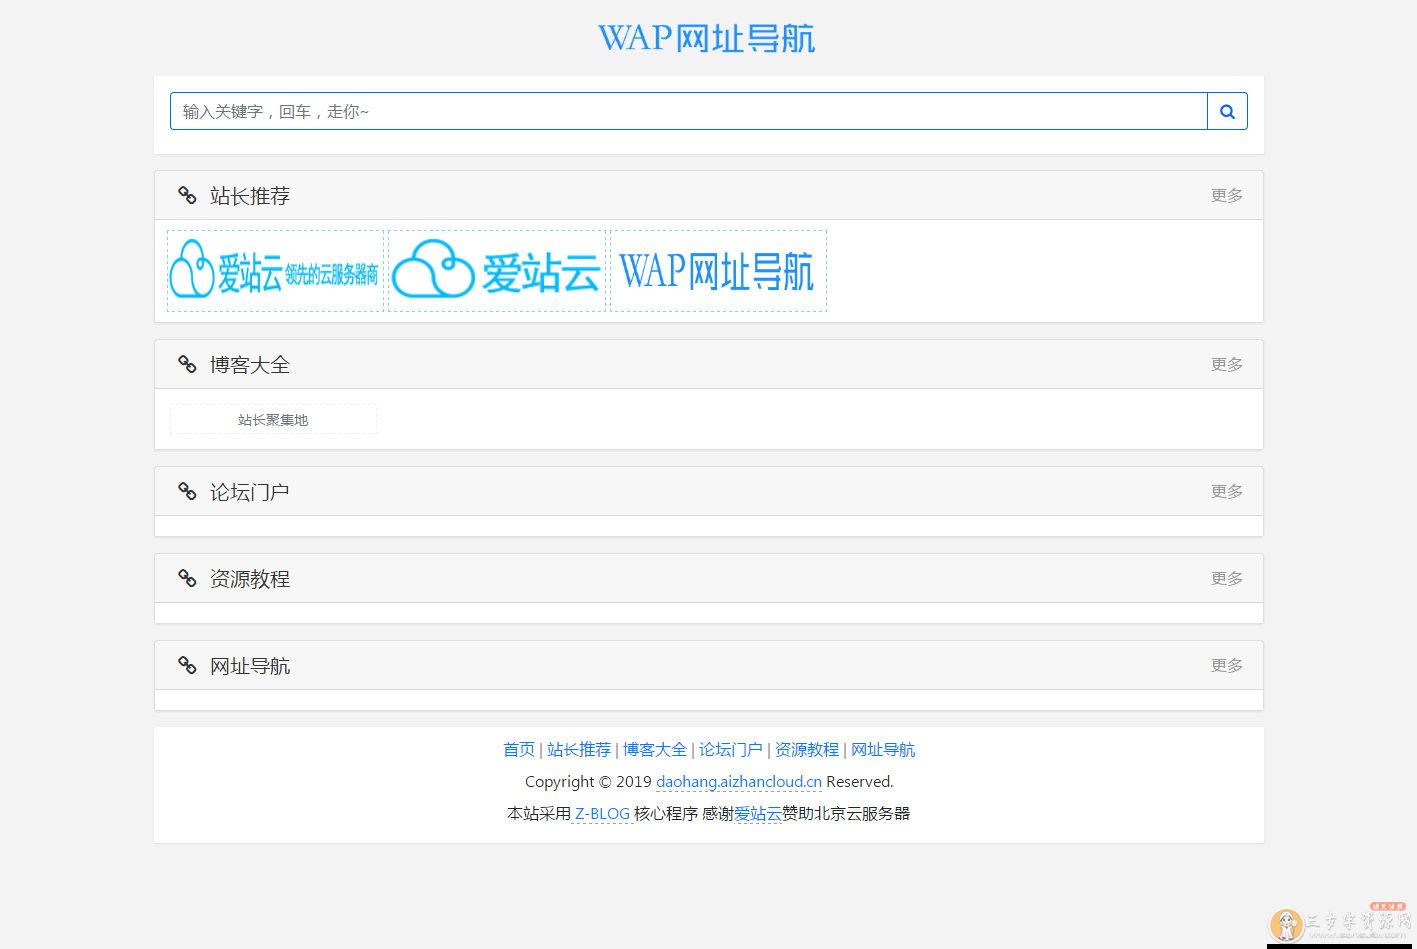 WAP网址导航
输入关键字，回车，走你~
站长推荐 更多
爱站云 领先的云服务器商 爱站云 WAP网址导航
博客大全 更多
站长聚集地
论坛门户 更多
资源教程 更多
网址导航 更多
首页 | 站长推荐 | 博客大全 | 论坛门户 | 资源教程 | 网址导航
Copyright © 2019 daohang.aizhancloud.cn Reserved.
本站采用 Z-BLOG 核心程序 感谢爱站云赞助北京云服务器